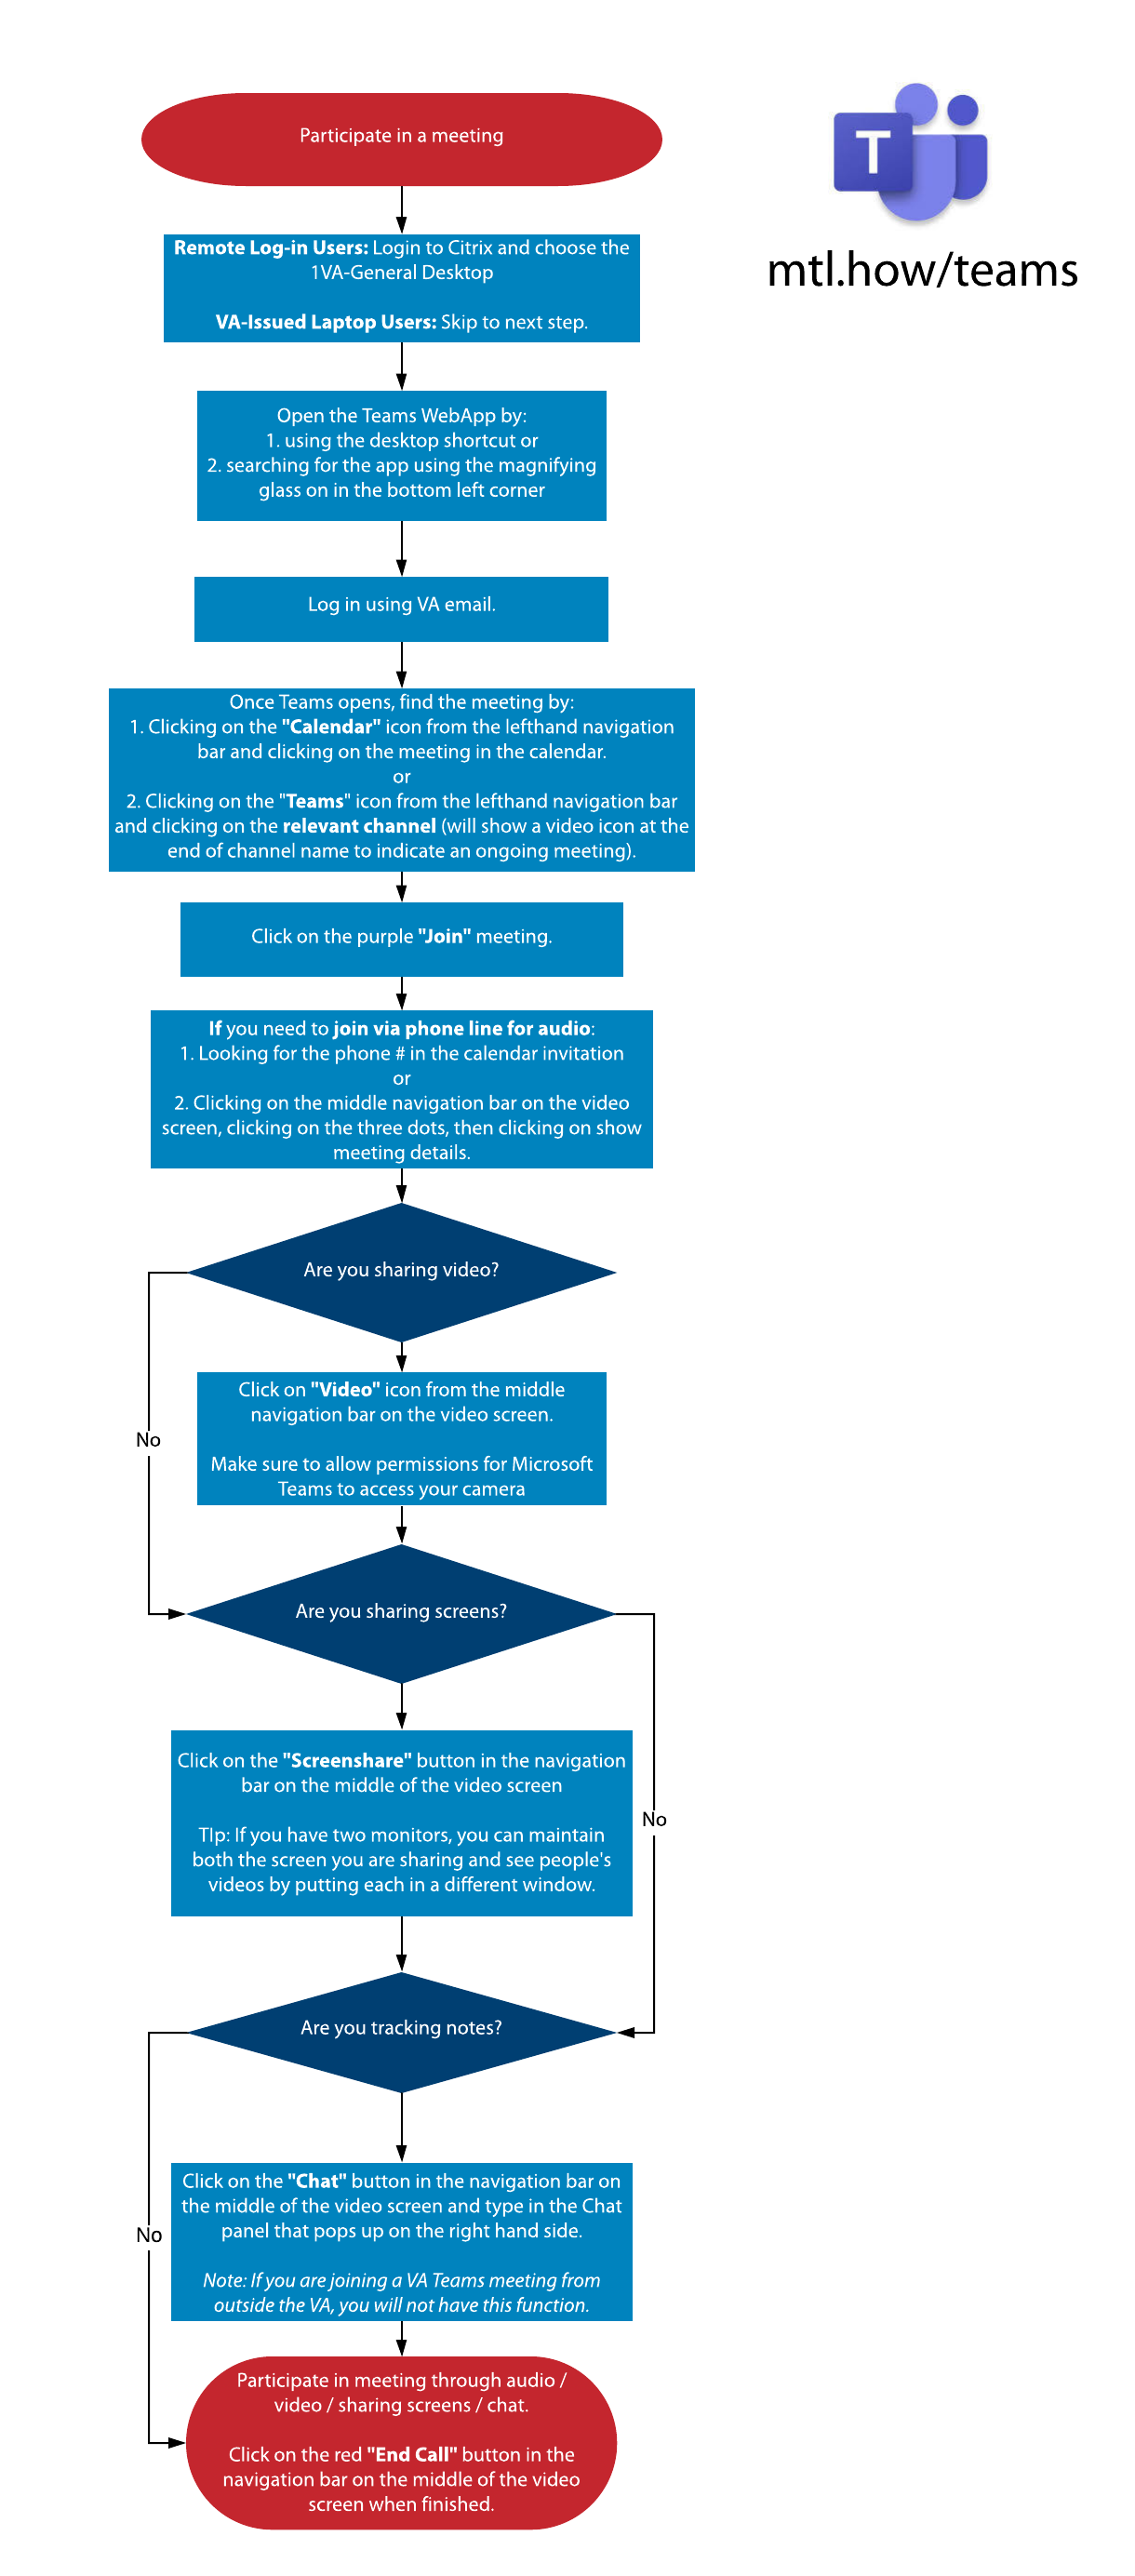 Participate in a meeting
T
mtl.how/teams
Remote Log-in Users: Login to Citrix and choose the
1VA-General Desktop
VA-Issued Laptop Users: Skip to next step.
Open the Teams WebApp by:
1. using the desktop shortcut or
2. searching for the app using the magnifying
glass on in the bottom left corner
Log in using VA email.
Once Teams opens, find the meeting by:
1. Clicking on the "Calendar" icon from the lefthand navigation
bar and clicking on the meeting in the calendar.
or
2. Clicking on the "Teams" icon from the lefthand navigation bar
and clicking on the relevant channel (will show a video icon at the
end of channel name to indicate an ongoing meeting).
Click on the purple "Join" meeting.
If you need to join via phone line for audio:
1. Looking for the phone # in the calendar invitation
or
2. Clicking on the middle navigation bar on the video
screen, clicking on the three dots, then clicking on show
meeting details.
Are you sharing video?
Click on "Video" icon from the middle
navigation bar on the video screen.
No
Make sure to allow permissions for Microsoft
Teams to access your camera
Are you sharing screens?
Click on the "Screenshare" button in the navigation
bar on the middle of the video screen
No
TIp: If you have two monitors, you can maintain
both the screen you are sharing and see people's
videos by putting each in a different window.
Are you tracking notes?
Click on the "Chat" button in the navigation bar on
the middle of the video screen and type in the Chat
panel that pops up on the right hand side.
No
Note: If you are joining a VA Teams meeting from
outside the VA, you will not have this function.
Participate in meeting through audio /
video / sharing screens / chat.
Click on the red "End Call" button in the
navigation bar on the middle of the video
screen when finished.